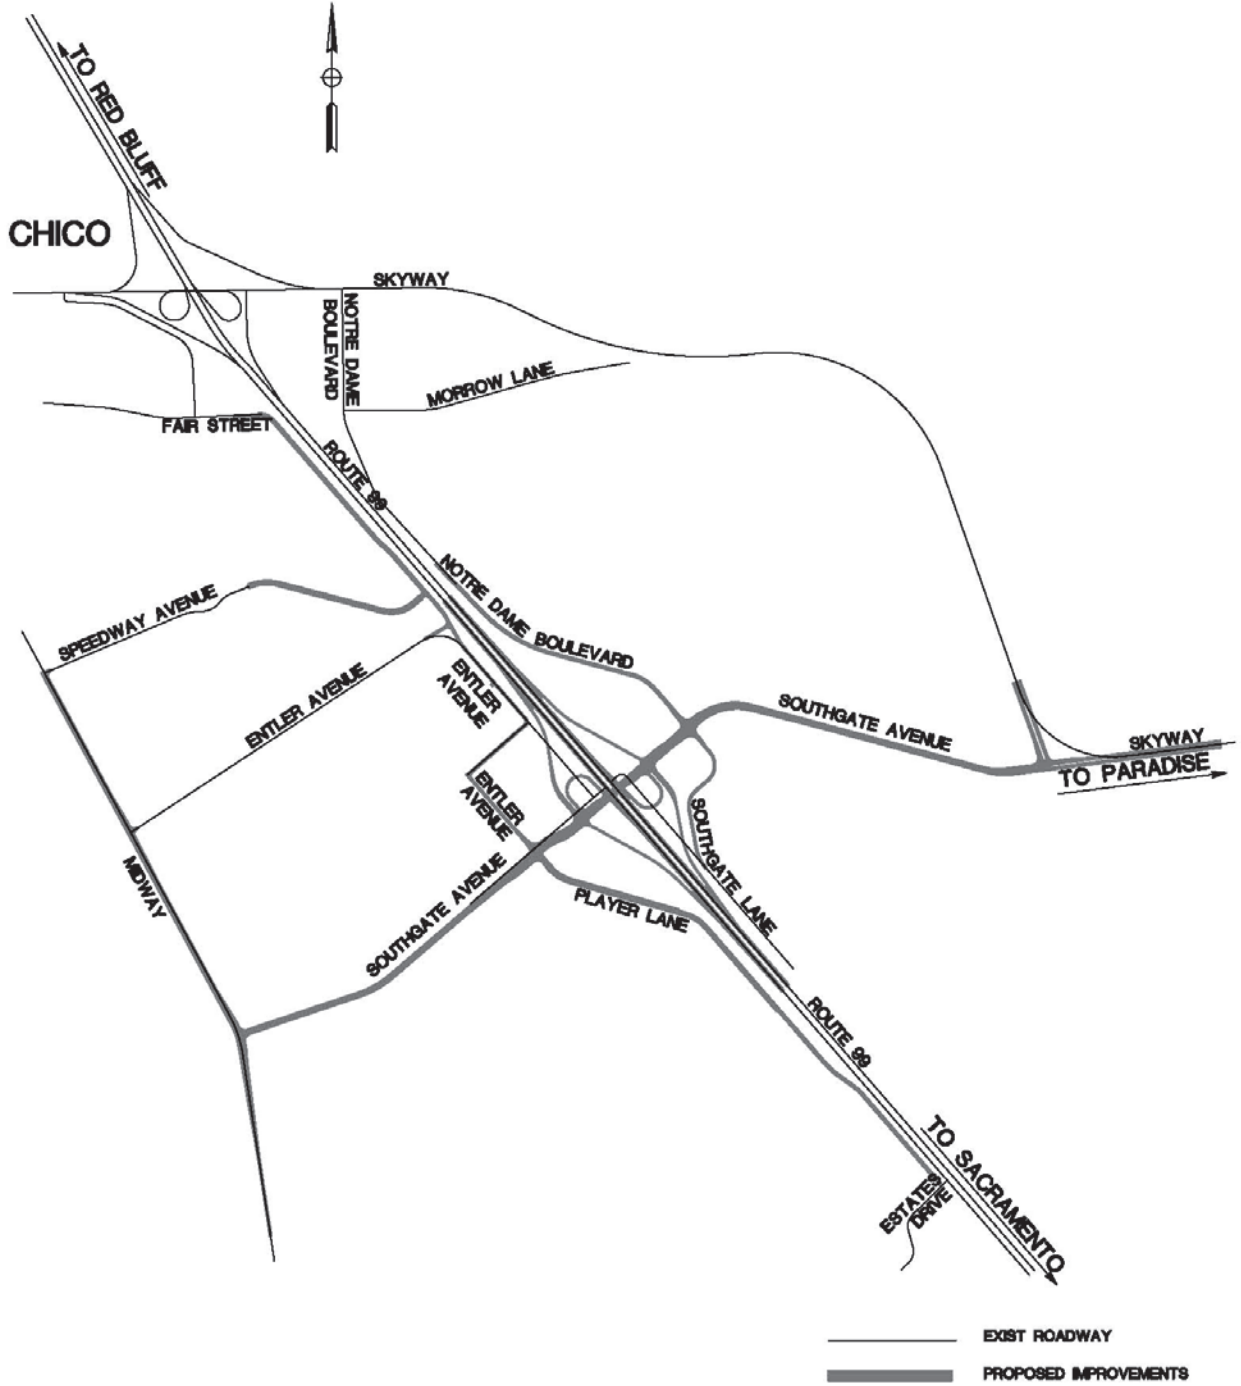 TO RED BLUFF
CHICO
SKYWAY
NOTRE DAME
BOULEVARD
MORROW LANE
FAIR STREET
ROUTE 99
NOTRE DAME BOULEVARD
SPEEDWAY AVENUE
ENTLER AVENUE
ENTLER
AVENUE
SOUTHGATE AVENUE
SKYWAY
TO PARADISE
ENTLER
AVENUE
SOUTHGATE LANE
MIDWAY
SOUTHGATE AVENUE
PLAYER LANE
ROUTE 99
TO SACRAMENTO
ESTATES
DRIVE
EXIST ROADWAY
PROPOSED IMPROVEMENTS